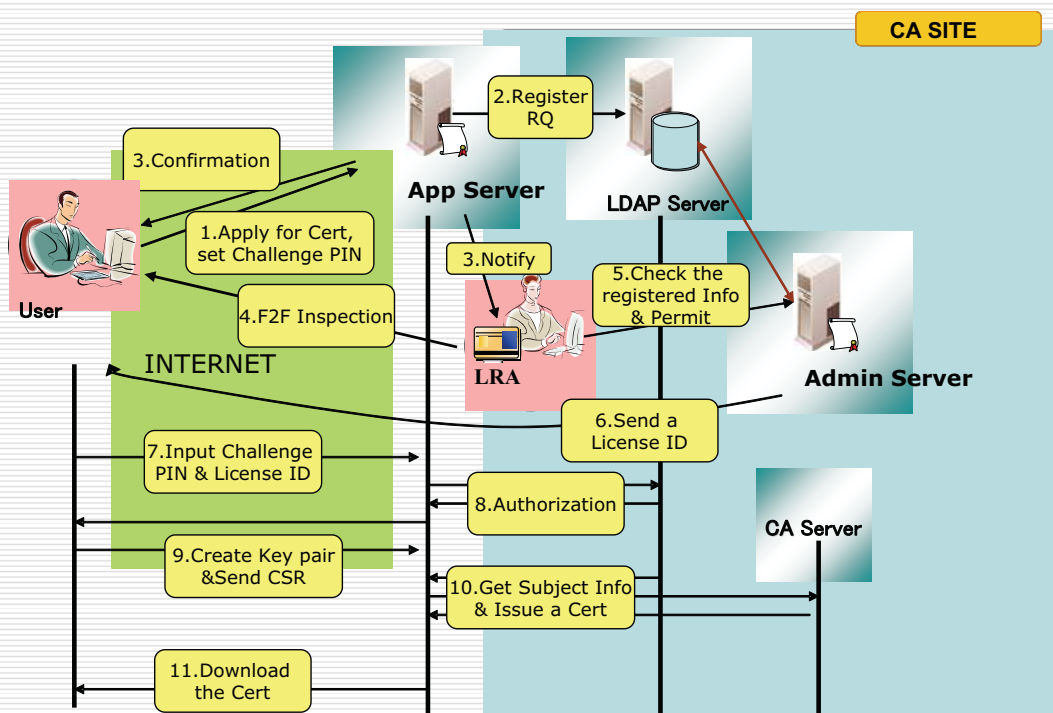 CA SITE
2.Register
RQ
3.Confirmation
App Server
LDAP Server
1.Apply for Cert,
set Challenge PIN
3.Notify
5.Check the
registered Info
& Permit
User
4.F2F Inspection
INTERNET
LRA
Admin Server
6.Send a
License ID
7.Input Challenge
PIN & License ID
8.Authorization
CA Server
9.Create Key pair
&Send CSR
10.Get Subject Info
& Issue a Cert
11.Download
the Cert